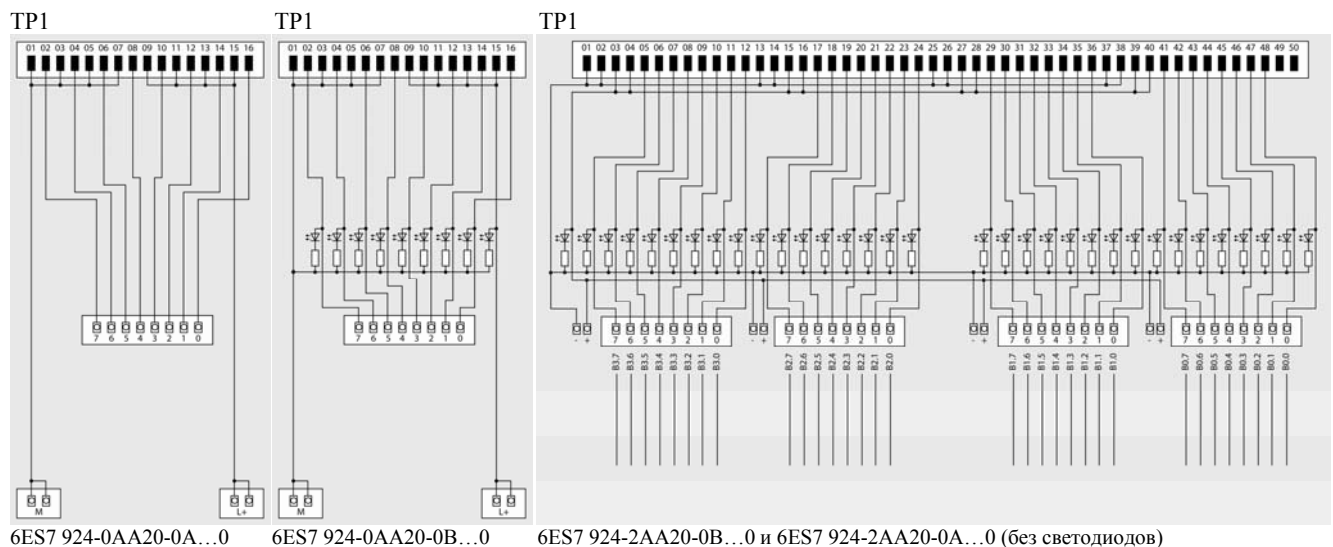 TP1
TP1
TP1
01 02 03 04 05 06 07 08 09 10 11 12 13 14 15 16
01 02 03 04 05 06 07 08 09 10 11 12 13 14 15 16
01 02 03 04 05 06 07 08 09 10 11 12 13 14 15 16 17 18 19 20 21 22 23 24 25 26 27 28 29 30 31 32 33 34 35 36 37 38 39 40 41 42 43 44 45 46 47 48 49 50
7 6 5 4 3 2 1 0
7 6 5 4 3 2 1 0
- + 7 6 5 4 3 2 1 0
- + 7 6 5 4 3 2 1 0
- + 7 6 5 4 3 2 1 0
- + 7 6 5 4 3 2 1 0
B3.7 B3.6 B3.5 B3.4 B3.3 B3.2 B3.1 B3.0
B2.7 B2.6 B2.5 B2.4 B2.3 B2.2 B2.1 B2.0
B1.7 B1.6 B1.5 B1.4 B1.3 B1.2 B1.1 B1.0
B0.7 B0.6 B0.5 B0.4 B0.3 B0.2 B0.1 B0.0
M L+
M L+
6ES7 924-0AA20-0A…0
6ES7 924-0AA20-0B…0
6ES7 924-2AA20-0B…0 и 6ES7 924-2AA20-0A…0 (без светодиодов)